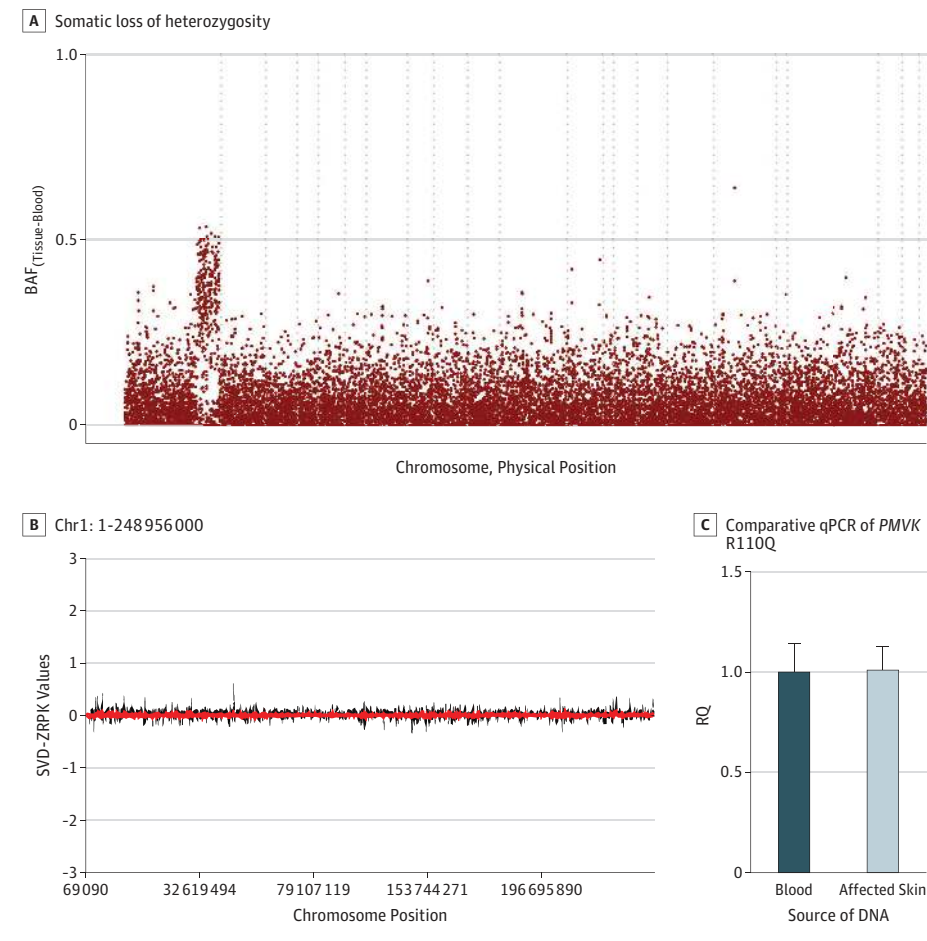 A Somatic loss of heterozygosity
1.0
0.5
0
BAF(Tissue-Blood)
Chromosome, Physical Position
B Chr1: 1-248 956 000
3
2
1
0
-1
-2
-3
SVD-ZRPIK Values
69 090 32 619 494 79 107 119 153 744 271 196 695 890
Chromosome Position
C Comparative qPCR of PMVK
R110Q
1.5
1.0
0.5
0
RQ
Blood Affected Skin
Source of DNA